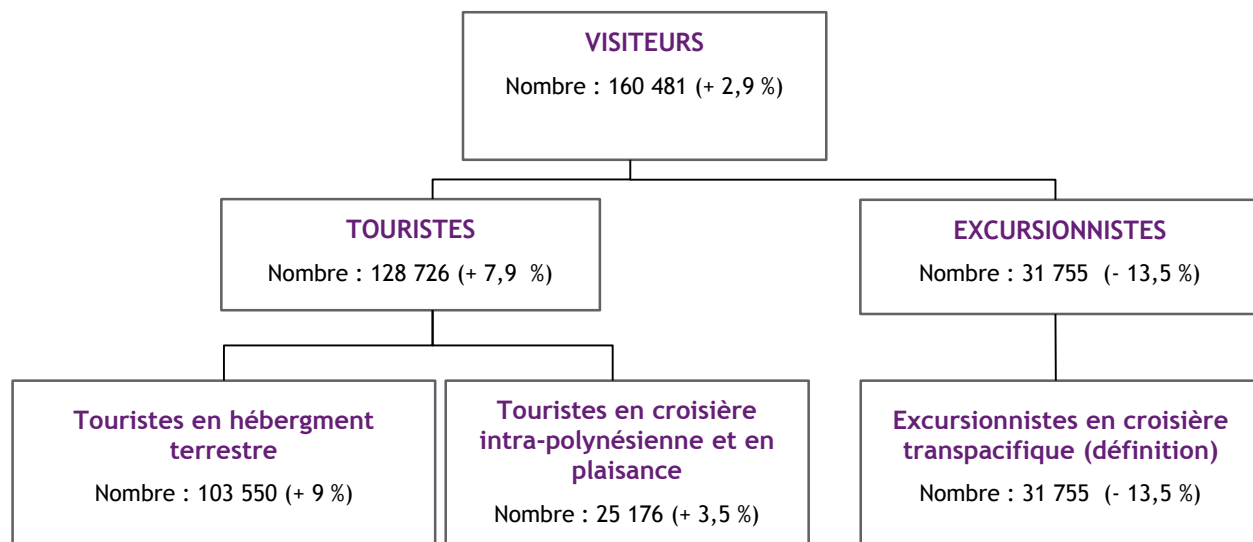 VISITEURS
Nombre : 160 481 (+ 2,9 %)
TOURISTES
Nombre : 128 726 (+ 7,9 %)
EXCURSIONNISTES
Nombre : 31 755 (- 13,5 %)
Touristes en hébergment
terrestre
Nombre : 103 550 (+ 9 %)
Touristes en croisière
intra-polynésienne et en
plaisance
Nombre : 25 176 (+ 3,5 %)
Excursionnistes en croisière
transpacifique (définition)
Nombre : 31 755 (- 13,5 %)